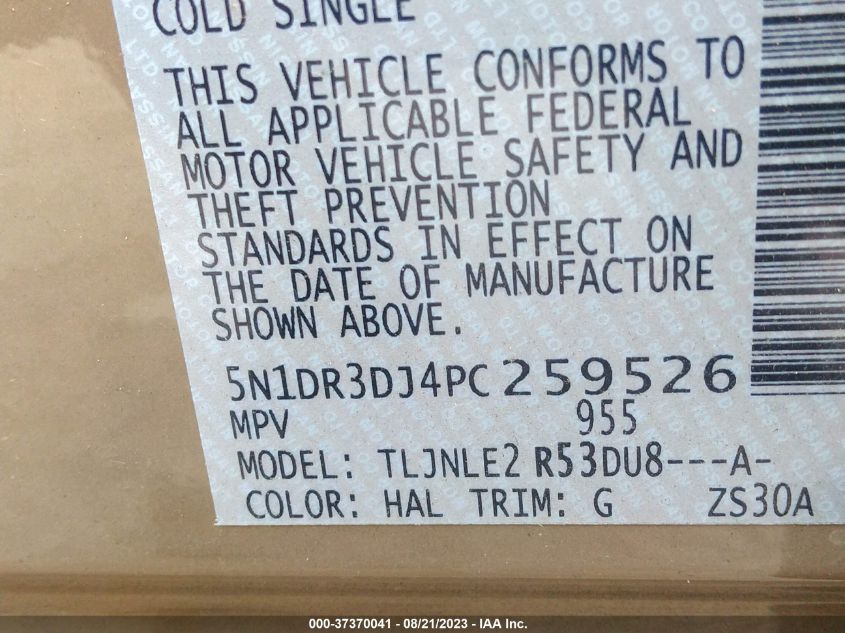 COLD SINGLE
THIS VEHICLE CONFORMS TO
ALL APPLICABLE FEDERAL
MOTOR VEHICLE SAFETY AND
THEFT PREVENTION
STANDARDS IN EFFECT ON
THE DATE OF MANUFACTURE
SHOWN ABOVE.
5N1DR3DJ4PC259526
MPV 955
MODEL: TLJNLE2 R53DU8---A-
COLOR: HAL TRIM: G ZS30A
000-37370041 - 08/21/2023 - IAA Inc.